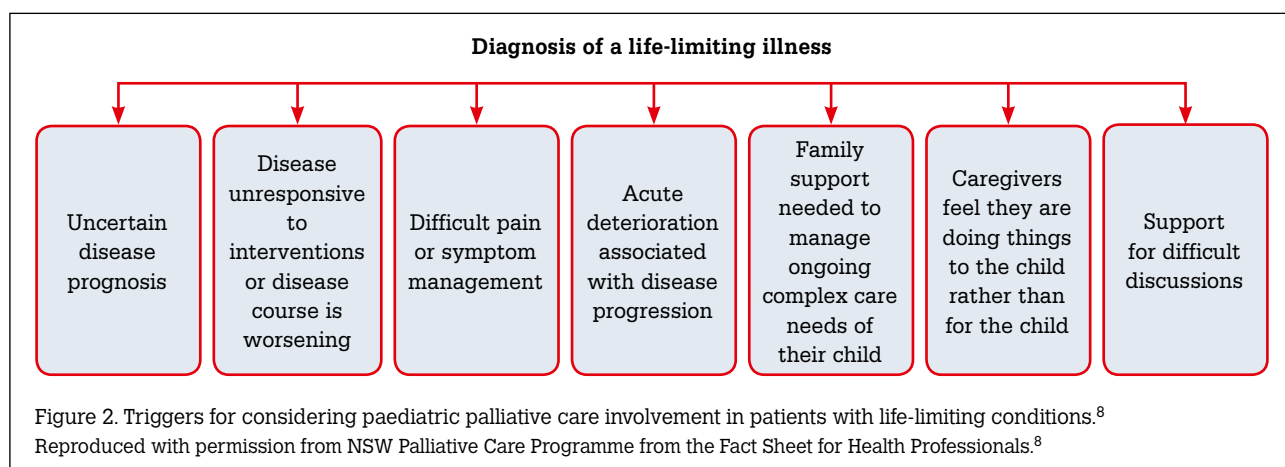 Diagnosis of a life-limiting illness
Uncertain
disease
prognosis
Disease
unresponsive
to
interventions
or disease
course is
worsening
Difficult pain
or symptom
management
Acute
deterioration
associated
with disease
progression
Family
support
needed to
manage
ongoing
complex care
needs of
their child
Caregivers
feel they are
doing things
to the child
rather than
for the child
Support
for difficult
discussions
Figure 2. Triggers for considering paediatric palliative care involvement in patients with life-limiting conditions.⁸
Reproduced with permission from NSW Palliative Care Programme from the Fact Sheet for Health Professionals.⁸